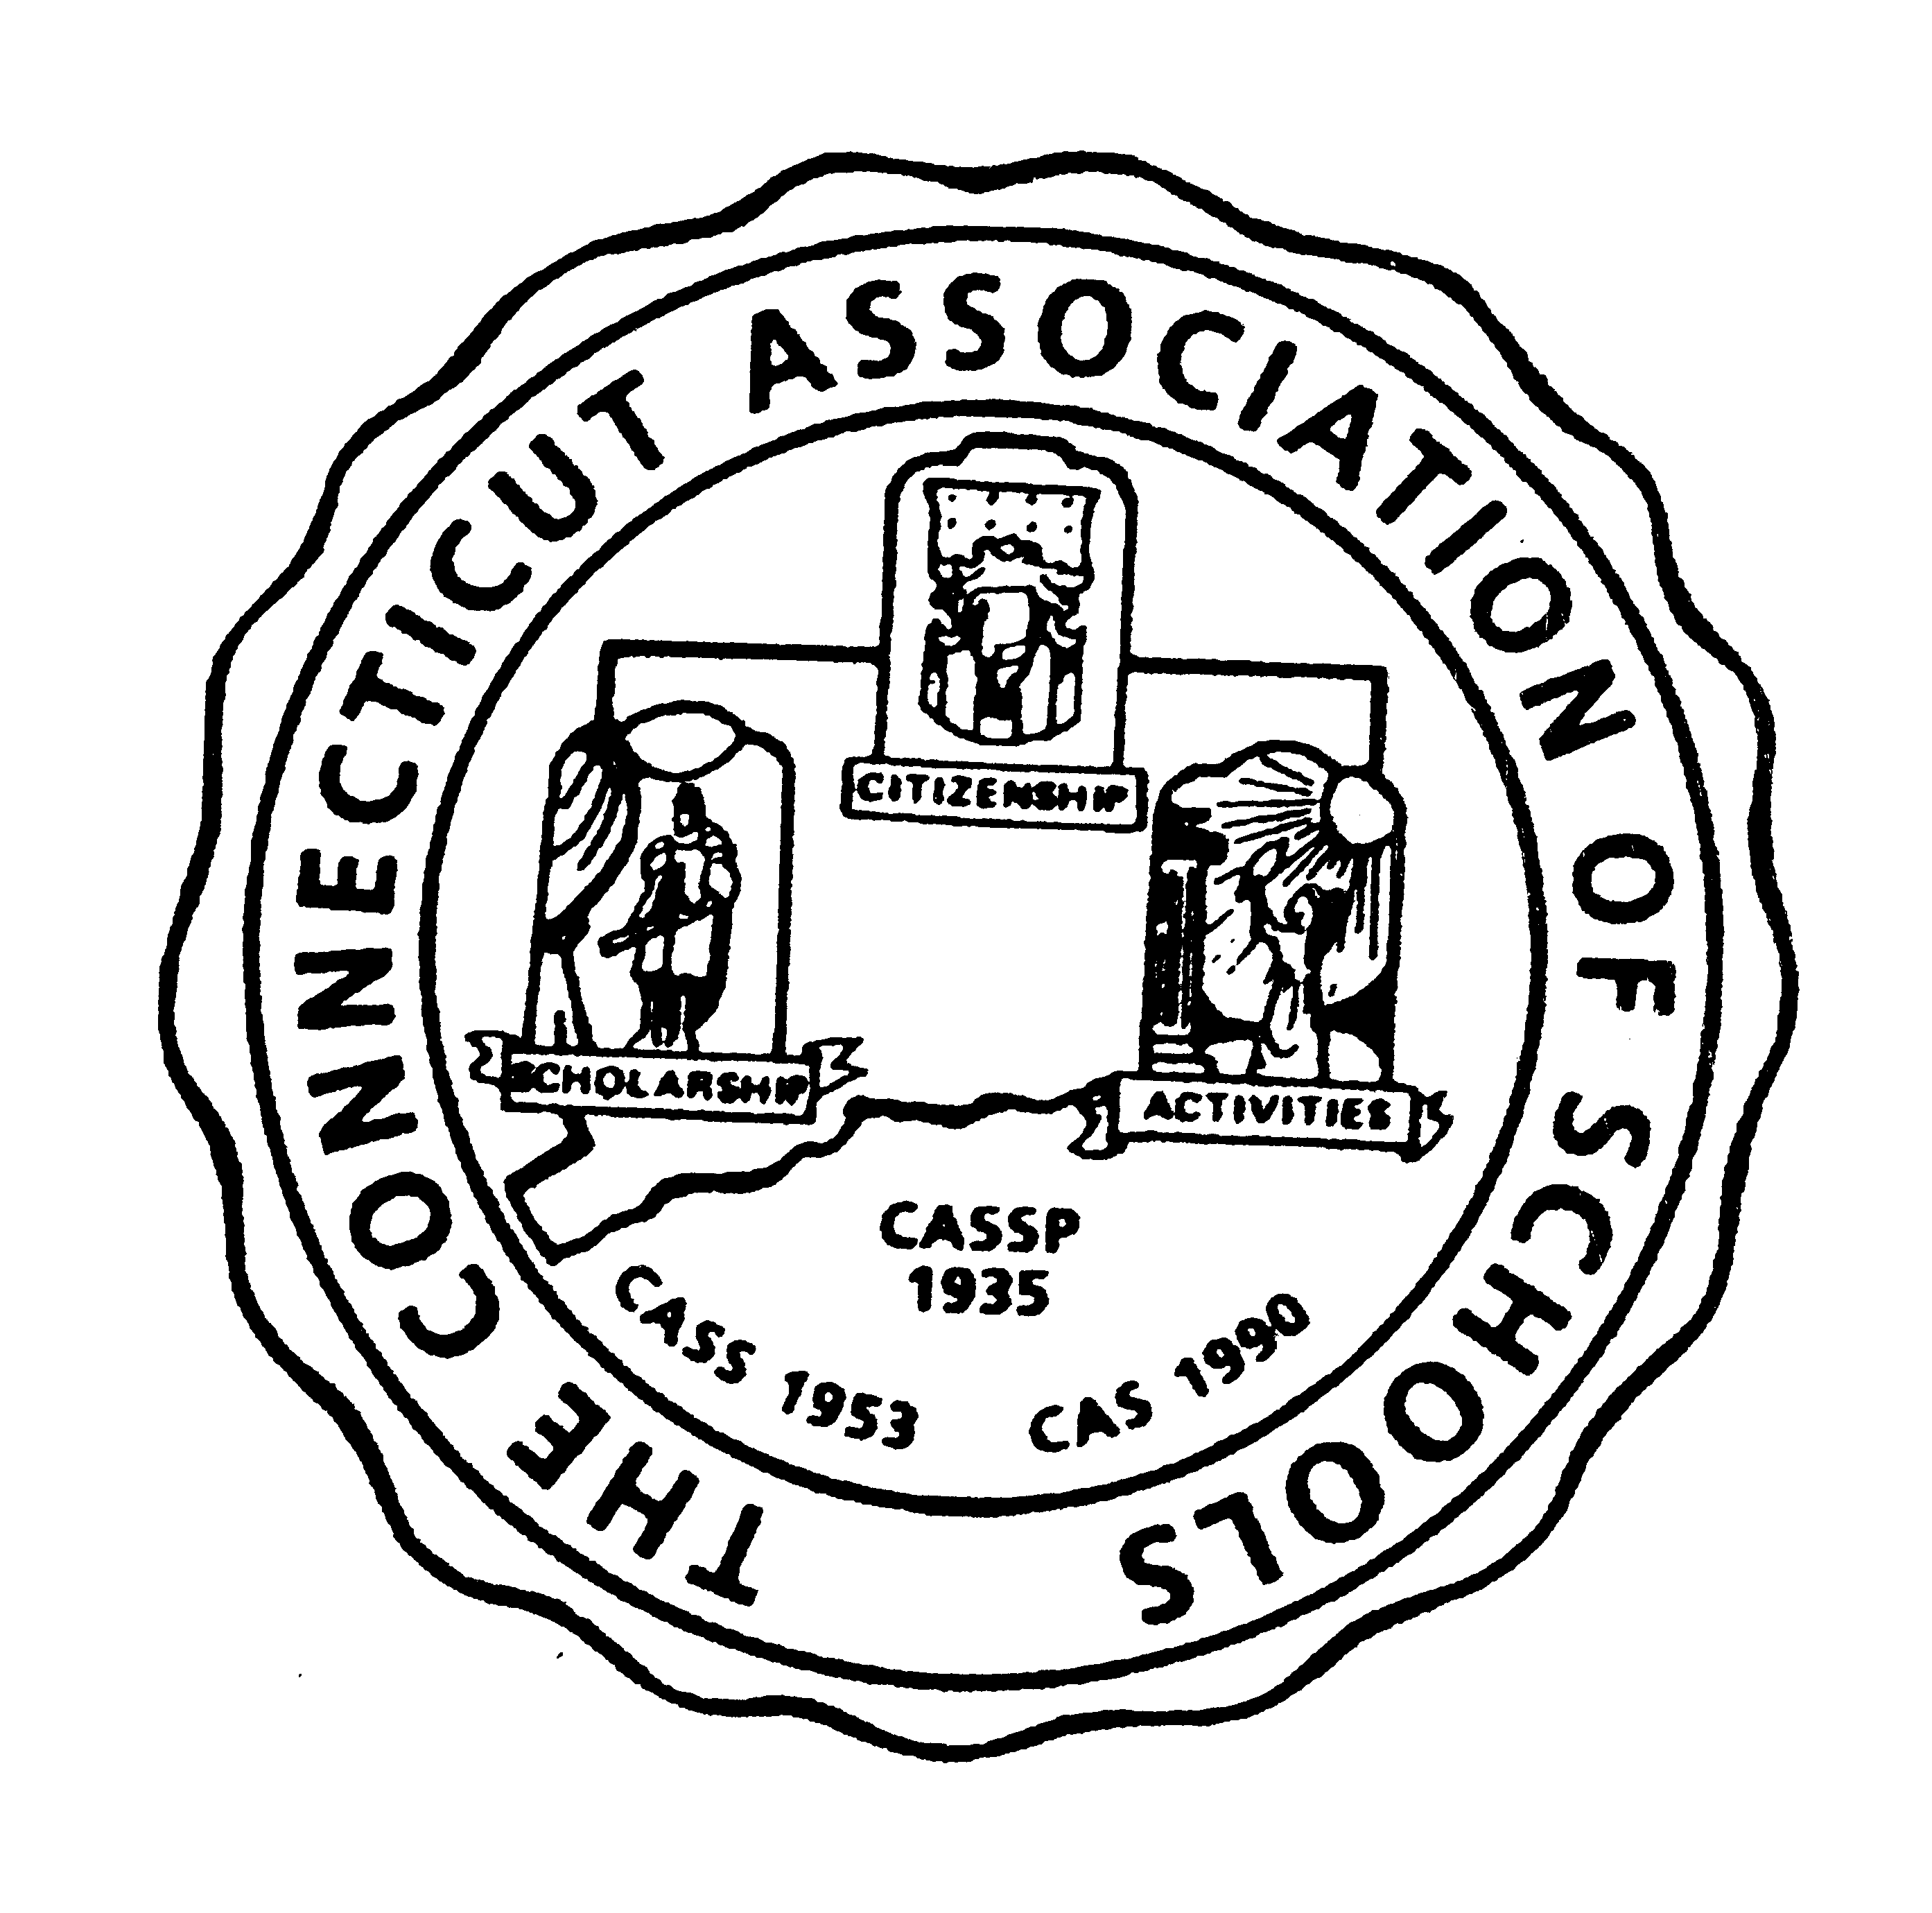 THE CONNECTICUT ASSOCIATION OF SCHOOLS
CITIZENSHIP
SCHOLARSHIP
ACTIVITIES
CASSP
1935
CASS 1953
CAS 1990